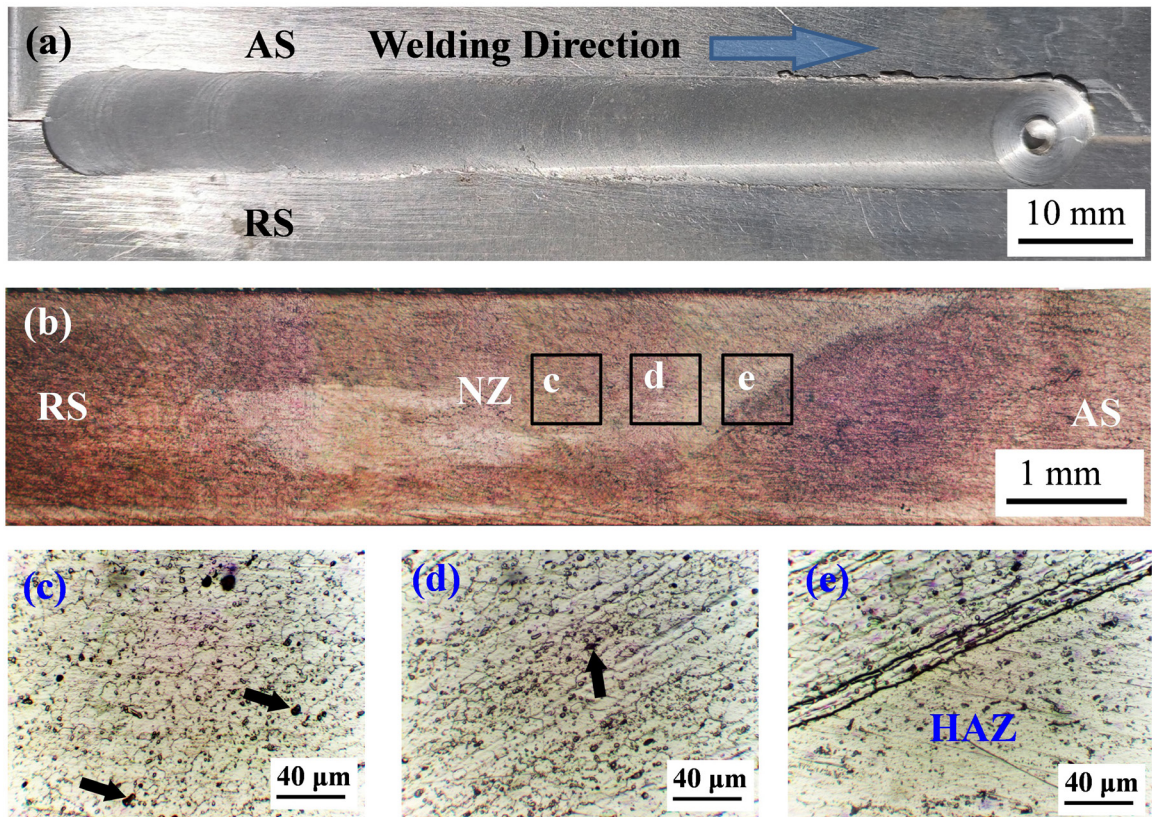 (a)
AS Welding Direction
RS
10 mm
(b)
RS
NZ
c
d
e
AS
1 mm
(c)
40 µm
(d)
40 µm
(e)
HAZ
40 µm